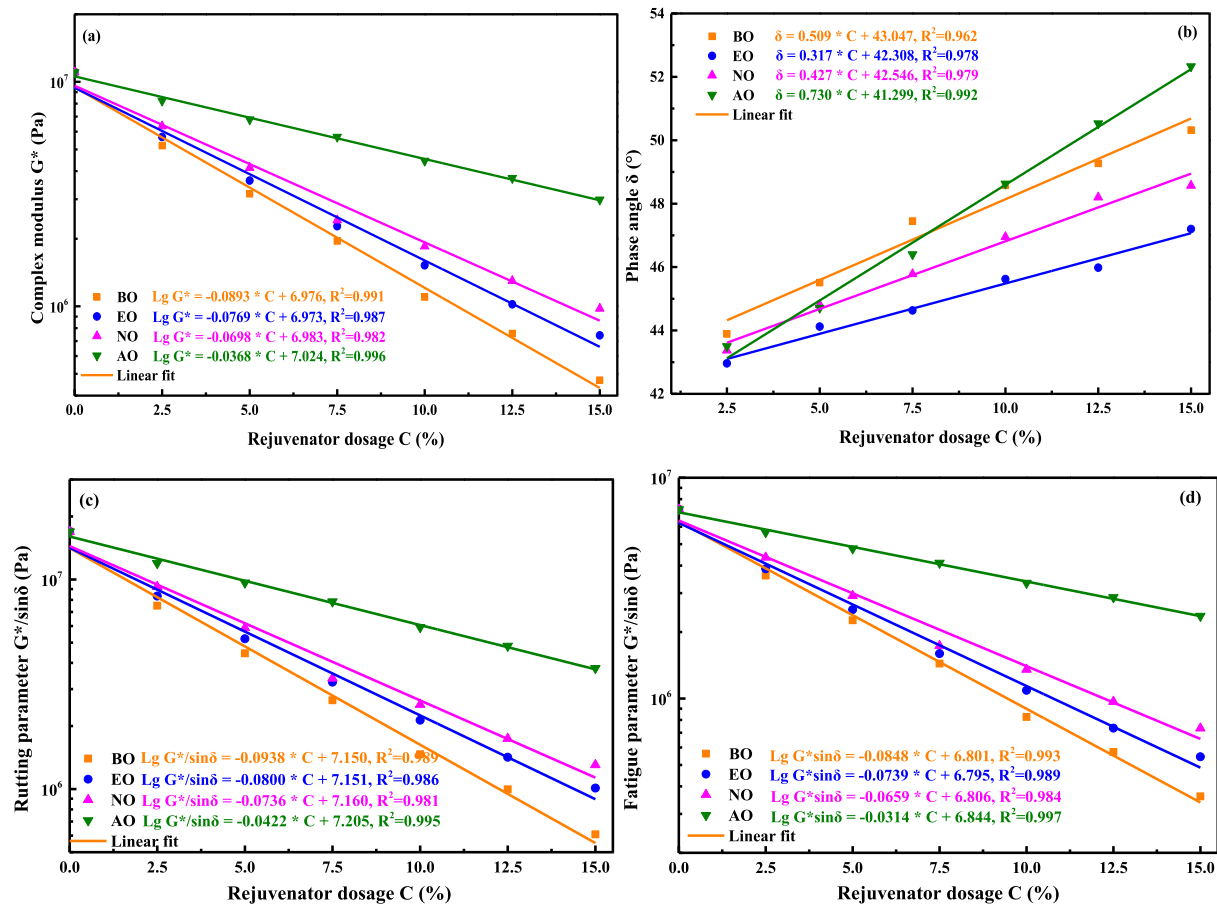 (a)
10⁷
10⁶
Complex modulus G* (Pa)
BO Lg G* = -0.0893 * C + 6.976, R²=0.991
EO Lg G* = -0.0769 * C + 6.973, R²=0.987
NO Lg G* = -0.0698 * C + 6.983, R²=0.982
AO Lg G* = -0.0368 * C + 7.024, R²=0.996
Linear fit
0.0 2.5 5.0 7.5 10.0 12.5 15.0
Rejuvenator dosage C (%)
(b)
54
52
50
48
46
44
42
Phase angle δ (°)
BO δ = 0.509 * C + 43.047, R²=0.962
EO δ = 0.317 * C + 42.308, R²=0.978
NO δ = 0.427 * C + 42.546, R²=0.979
AO δ = 0.730 * C + 41.299, R²=0.992
Linear fit
2.5 5.0 7.5 10.0 12.5 15.0
Rejuvenator dosage C (%)
(c)
10⁷
10⁶
Rutting parameter G*/sinδ (Pa)
BO Lg G*/sinδ = -0.0938 * C + 7.150, R²=0.989
EO Lg G*/sinδ = -0.0800 * C + 7.151, R²=0.986
NO Lg G*/sinδ = -0.0736 * C + 7.160, R²=0.981
AO Lg G*/sinδ = -0.0422 * C + 7.205, R²=0.995
Linear fit
0.0 2.5 5.0 7.5 10.0 12.5 15.0
Rejuvenator dosage C (%)
(d)
10⁷
10⁶
Fatigue parameter G*/sinδ (Pa)
BO Lg G*sinδ = -0.0848 * C + 6.801, R²=0.993
EO Lg G*sinδ = -0.0739 * C + 6.795, R²=0.989
NO Lg G*sinδ = -0.0659 * C + 6.806, R²=0.984
AO Lg G*sinδ = -0.0314 * C + 6.844, R²=0.997
Linear fit
0.0 2.5 5.0 7.5 10.0 12.5 15.0
Rejuvenator dosage C (%)